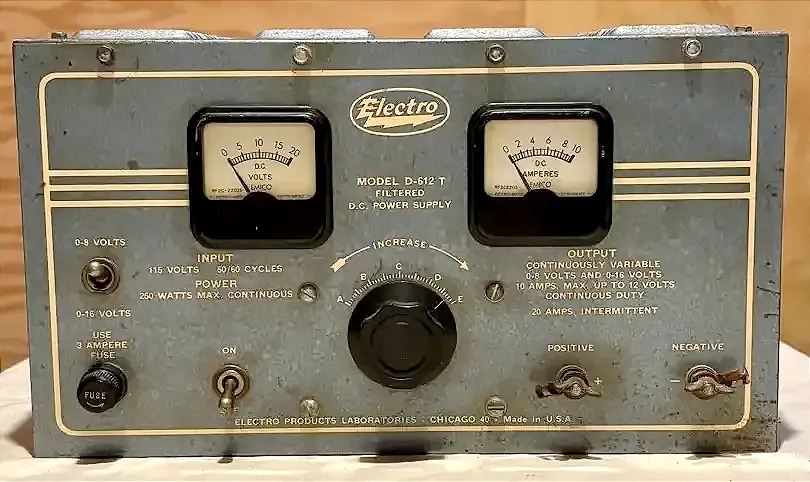 Electro
0 5 10 15 20
D.C.
VOLTS
EMICO
0 2 4 6 8 10
D.C.
AMPERES
EMICO
MODEL D-612 T
FILTERED
D.C. POWER SUPPLY
0-8 VOLTS
0-16 VOLTS
INPUT
115 VOLTS 50/60 CYCLES
POWER
250 WATTS MAX. CONTINUOUS
INCREASE
A B C D E
OUTPUT
CONTINUOUSLY VARIABLE
0-8 VOLTS AND 0-16 VOLTS
10 AMPS. MAX. UP TO 12 VOLTS
CONTINUOUS DUTY
20 AMPS. INTERMITTENT
USE
3 AMPERE
FUSE
FUSE
ON
POSITIVE
+
NEGATIVE
-
ELECTRO PRODUCTS LABORATORIES - CHICAGO 40 - Made in U.S.A.